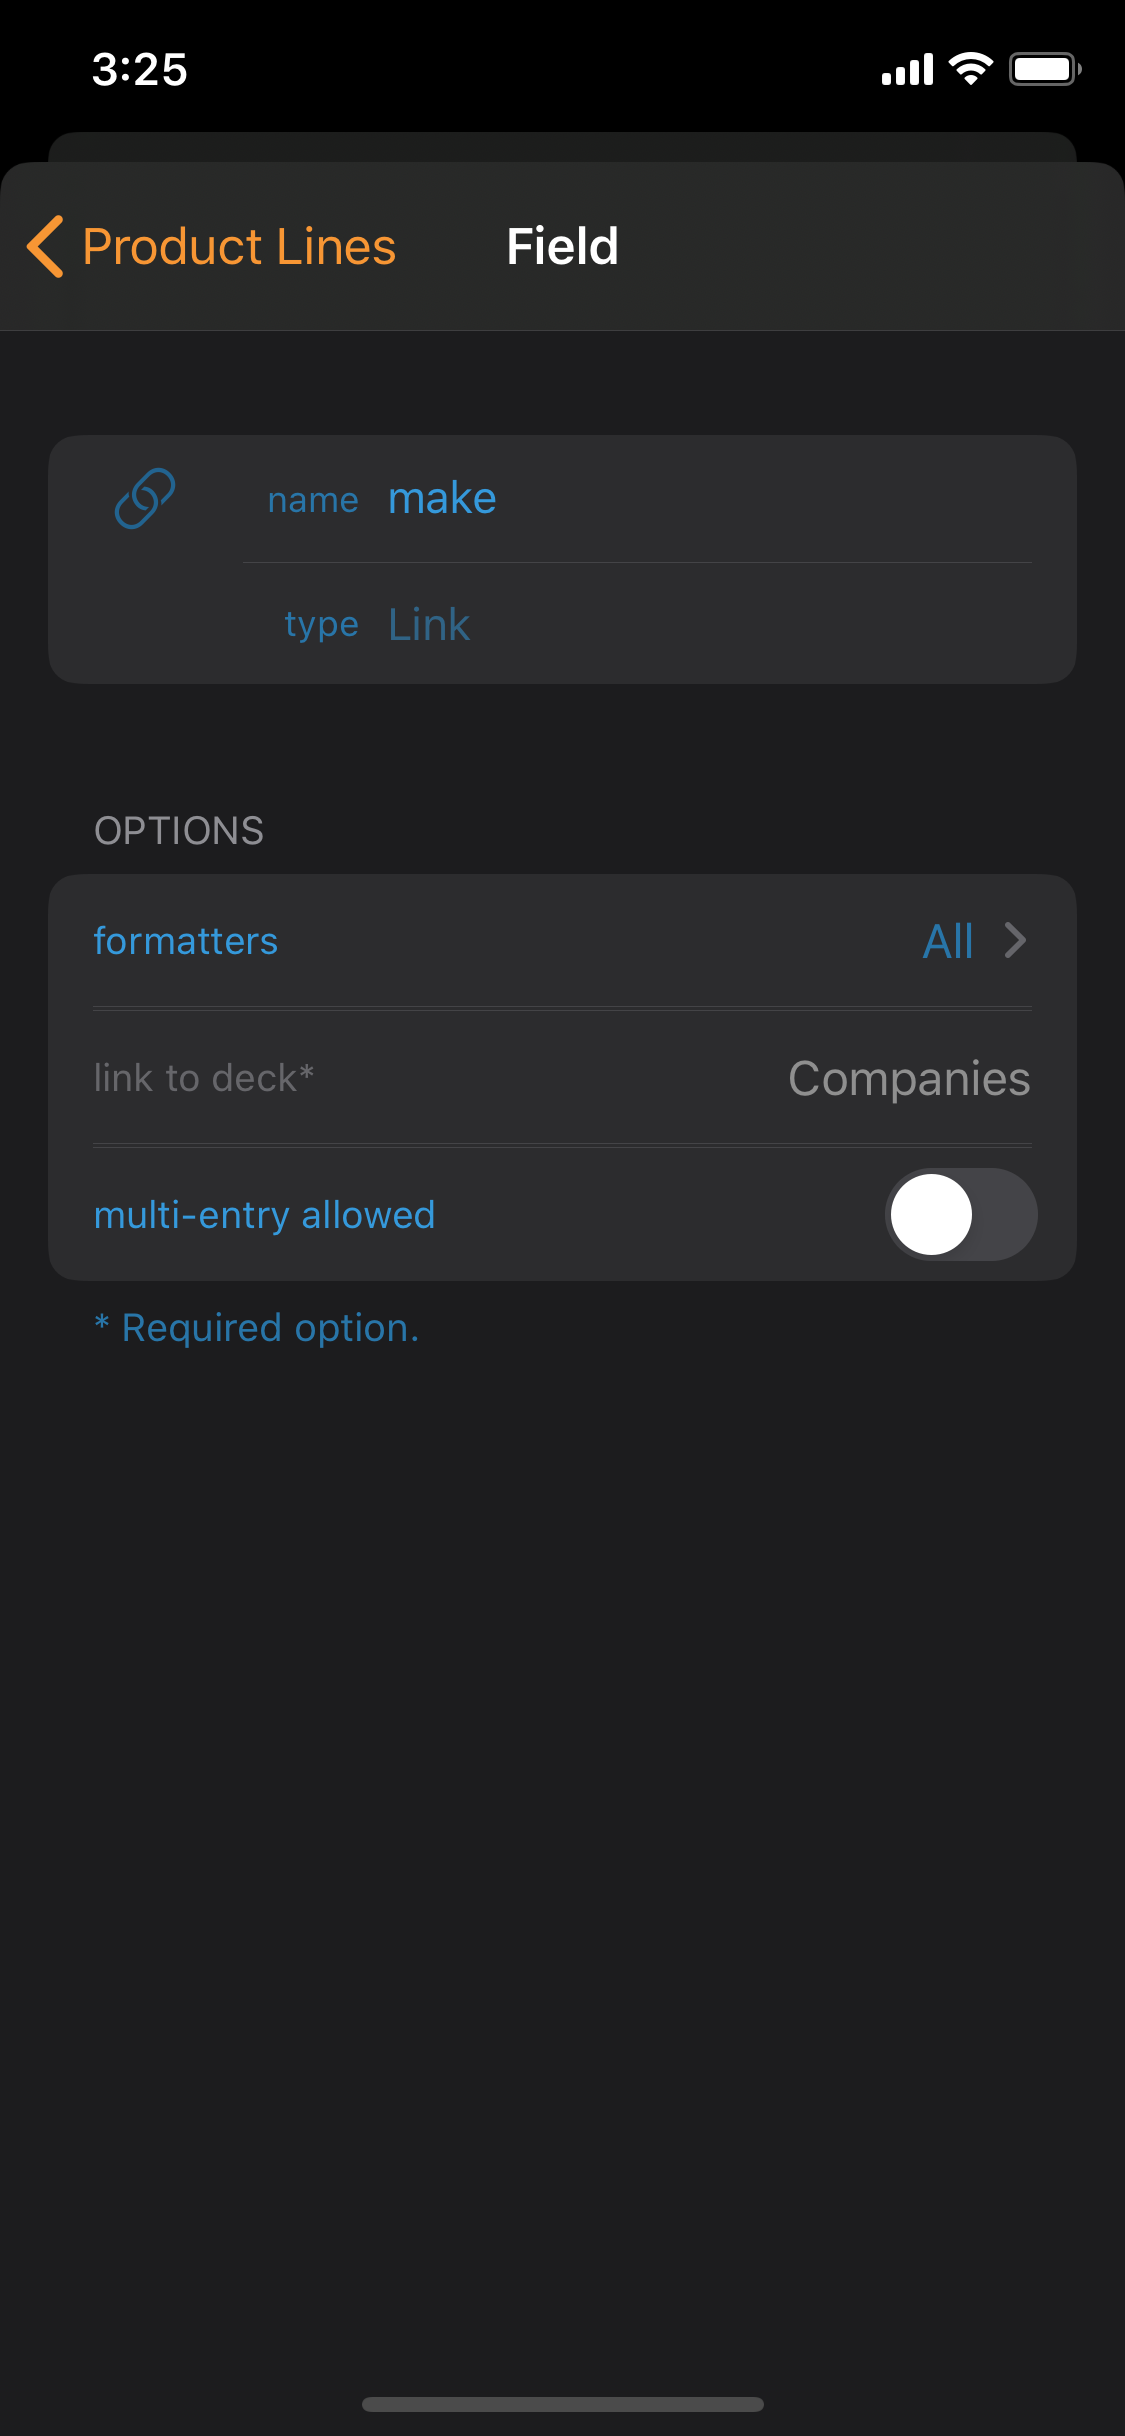 3:25
Product Lines Field
name make
type Link
OPTIONS
formatters All
link to deck* Companies
multi-entry allowed
* Required option.